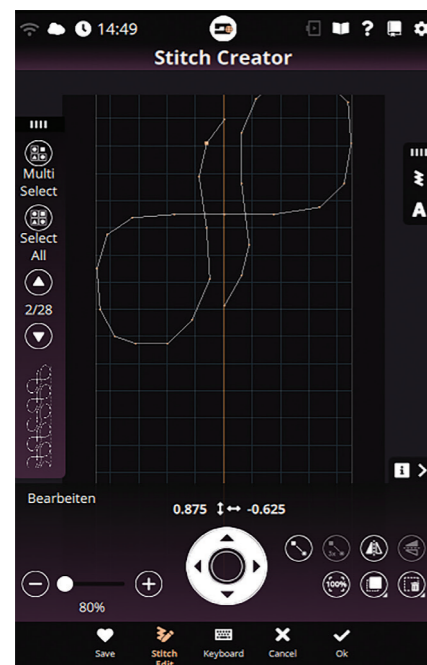 14:49
?
Stitch Creator
Multi
Select
Select
All
2/28
A
i
Bearbeiten
0.875 -0.625
3x
100%
80%
Save
Stitch
Edit
Keyboard
Cancel
Ok